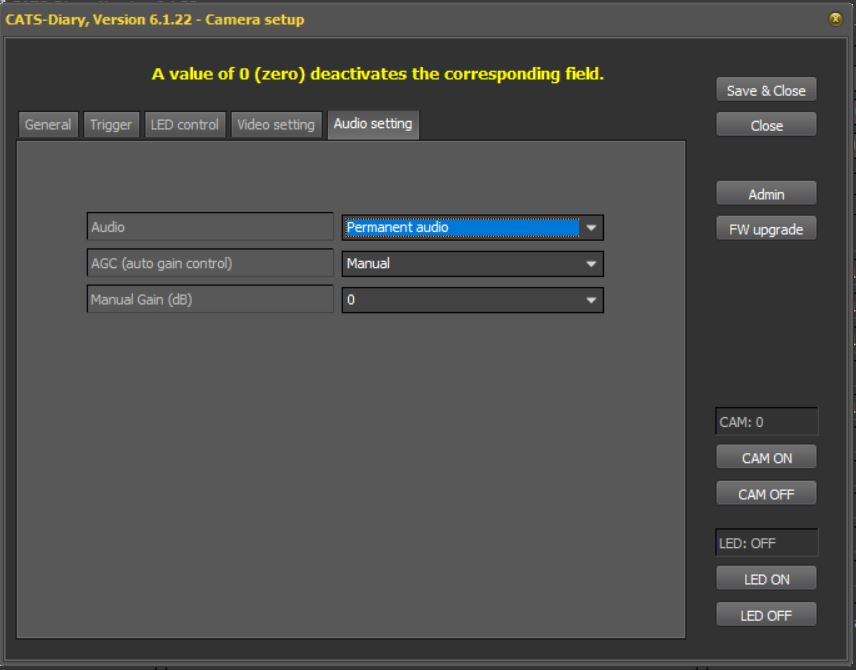 CATS-Diary, Version 6.1.22 - Camera setup
A value of 0 (zero) deactivates the corresponding field.
General
Trigger
LED control
Video setting
Audio setting
Audio
Permanent audio
AGC (auto gain control)
Manual
Manual Gain (dB)
0
Save & Close
Close
Admin
FW upgrade
CAM: 0
CAM ON
CAM OFF
LED: OFF
LED ON
LED OFF